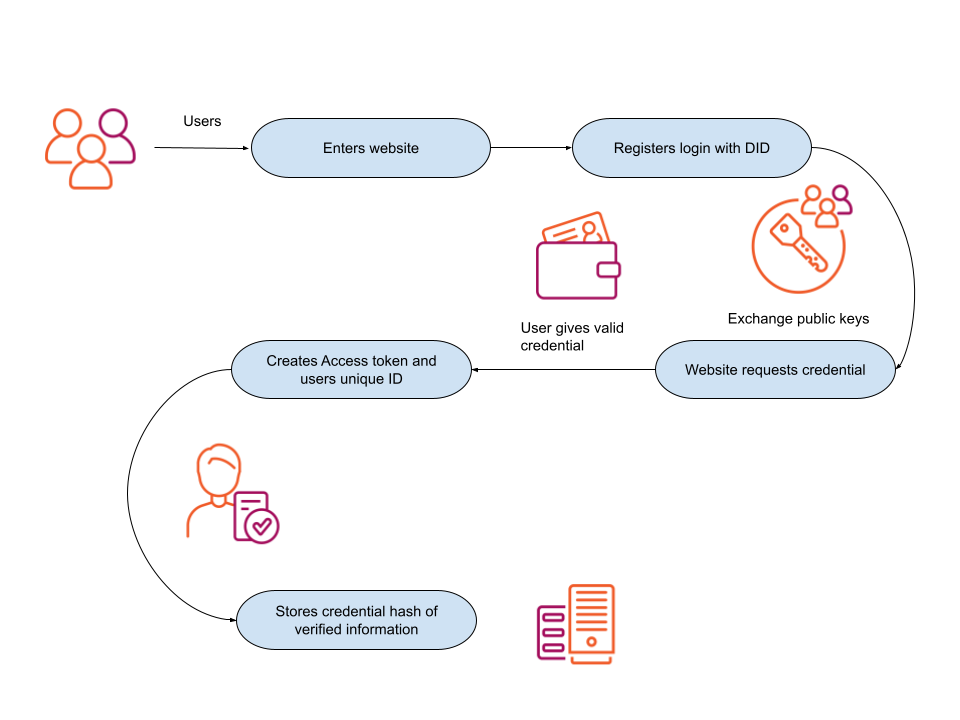 Users
Enters website
Registers login with DID
Exchange public keys
User gives valid
credential
Website requests credential
Creates Access token and
users unique ID
Stores credential hash of
verified information